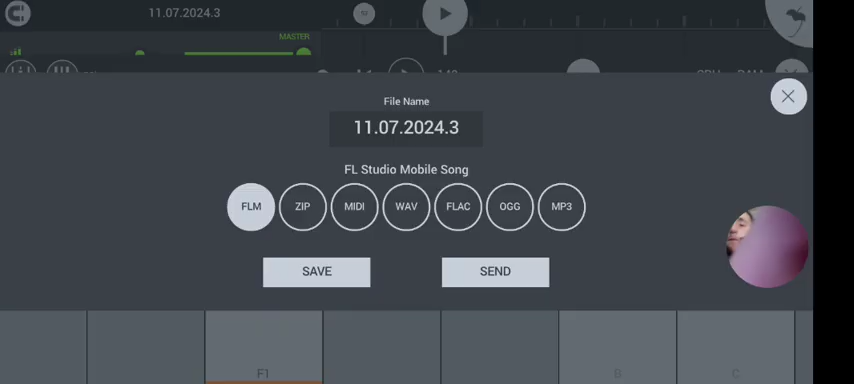 11.07.2024.3
MASTER
File Name
11.07.2024.3
FL Studio Mobile Song
FLM ZIP MIDI WAV FLAC OGG MP3
SAVE SEND
F1 B C